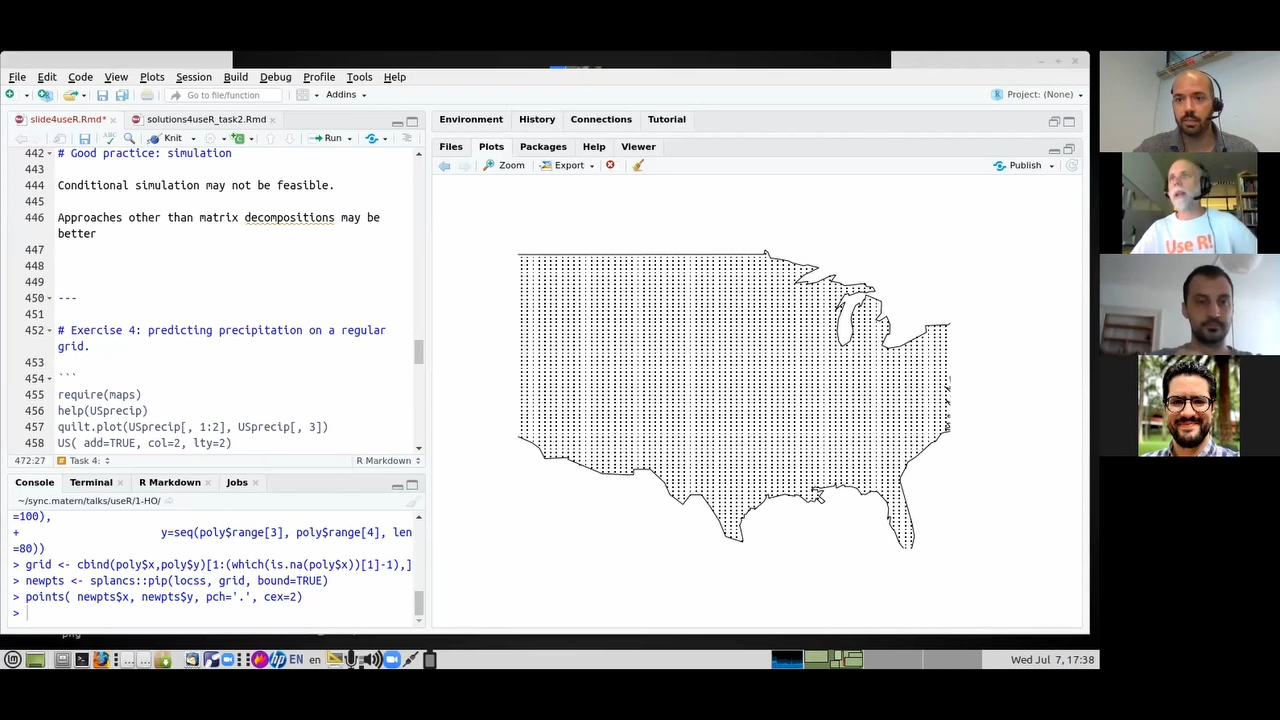 File Edit Code View Plots Session Build Debug Profile Tools Help
Go to file/function
Addins
Project: (None)
slide4useR.Rmd*
solutions4useR_task2.Rmd
Knit
Run
442 # Good practice: simulation
443
444 Conditional simulation may not be feasible.
445
446 Approaches other than matrix decompositions may be
better
447
448
449
450 ---
451
452 # Exercise 4: predicting precipitation on a regular
grid.
453
454 ```
455 require(maps)
456 help(USprecip)
457 quilt.plot(USprecip[, 1:2], USprecip[, 3])
458 US( add=TRUE, col=2, lty=2)
472:27 Task 4: R Markdown
Console Terminal R Markdown Jobs
~/sync.matern/talks/useR/1-HO/
=100),
+ y=seq(poly$range[3], poly$range[4], len
=80))
> grid <- cbind(poly$x,poly$y)[1:(which(is.na(poly$x))[1]-1),]
> newpts <- splancs::pip(locss, grid, bound=TRUE)
> points( newpts$x, newpts$y, pch='.', cex=2)
>
Environment History Connections Tutorial
Files Plots Packages Help Viewer
Zoom Export Publish
Use R!
png
EN en
Wed Jul 7, 17:38